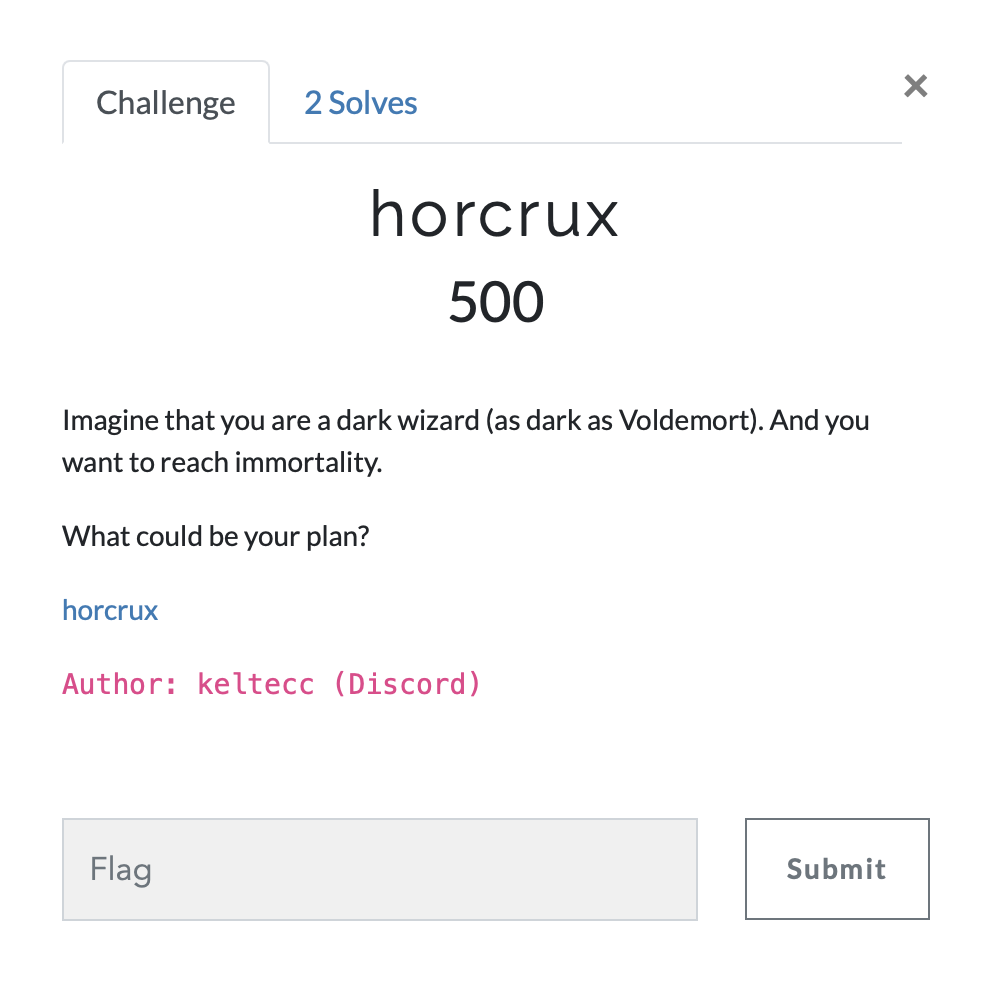 Challenge
2 Solves
×
horcrux
500
Imagine that you are a dark wizard (as dark as Voldemort). And you
want to reach immortality.
What could be your plan?
horcrux
Author: keltecc (Discord)
Flag
Submit